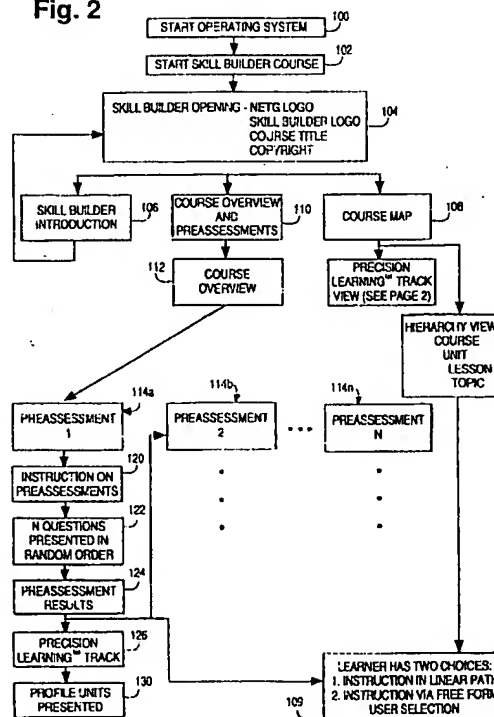 Fig. 2
START OPERATING SYSTEM
100
START SKILL BUILDER COURSE
102
SKILL BUILDER OPENING - NETG LOGO
SKILL BUILDER LOGO
COURSE TITLE
COPYRIGHT
104
SKILL BUILDER
INTRODUCTION
106
COURSE OVERVIEW
AND
PREASSESSMENTS
110
COURSE MAP
108
112
COURSE
OVERVIEW
PRECISION
LEARNING℠ TRACK
VIEW (SEE PAGE 2)
HIERARCHY VIEW
COURSE
UNIT
LESSON
TOPIC
114a
PREASSESSMENT
1
114b
PREASSESSMENT
2
...
114n
PREASSESSMENT
N
120
INSTRUCTION ON
PREASSESSMENTS
122
N QUESTIONS
PRESENTED IN
RANDOM ORDER
124
PREASSESSMENT
RESULTS
126
PRECISION
LEARNING℠ TRACK
130
PROFILE UNITS
PRESENTED
LEARNER HAS TWO CHOICES:
1. INSTRUCTION IN LINEAR PATH
2. INSTRUCTION VIA FREE FORM
USER SELECTION
109